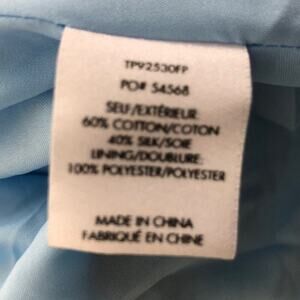 TP92530FP
PO# 54568
SELF/EXTÉRIEUR:
60% COTTON/COTON
40% SILK/SOIE
LINING/DOUBLURE:
100% POLYESTER/POLYESTER
MADE IN CHINA
FABRIQUÉ EN CHINE